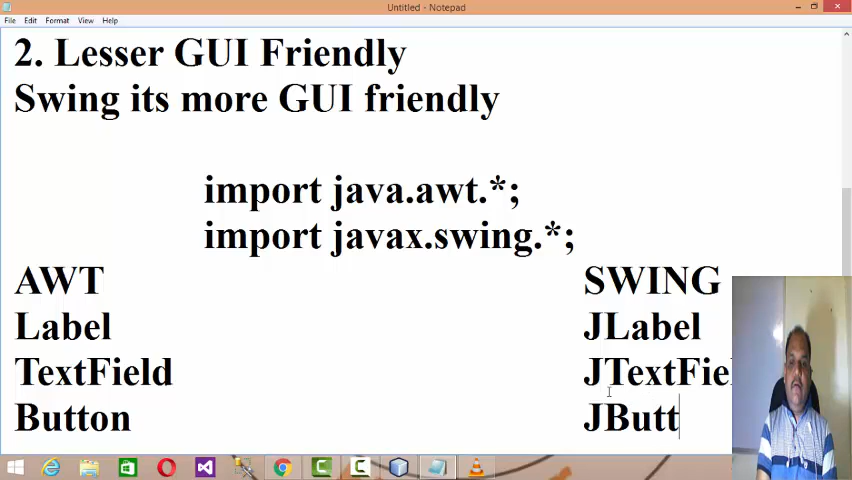 Untitled - Notepad
File Edit Format View Help
2. Lesser GUI Friendly
Swing its more GUI friendly
import java.awt.*;
import javax.swing.*;
AWT SWING
Label JLabel
TextField JTextFiel
Button JButt